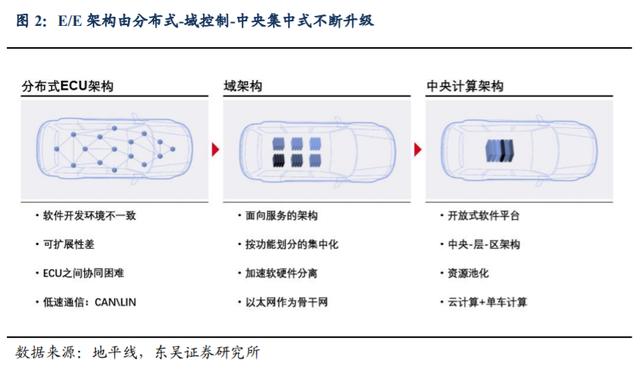 图 2：E/E 架构由分布式-域控制-中央集中式不断升级
分布式ECU架构
软件开发环境不一致
可扩展性差
ECU之间协同困难
低速通信：CAN\LIN
域架构
面向服务的架构
按功能划分的集中化
加速软硬件分离
以太网作为骨干网
中央计算架构
开放式软件平台
中央-层-区架构
资源池化
云计算+单车计算
数据来源：地平线，东吴证券研究所